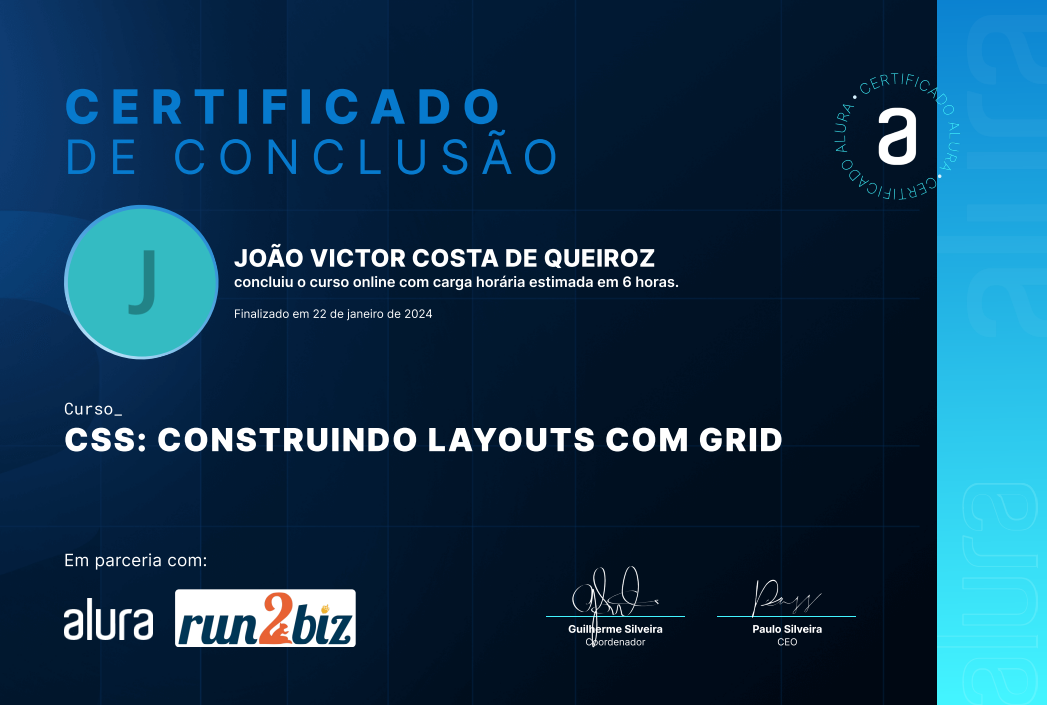 CERTIFICADO
DE CONCLUSÃO
CERTIFICADO ALURA • CERTIFICADO ALURA •
a
alura
alura
J
JOÃO VICTOR COSTA DE QUEIROZ
concluiu o curso online com carga horária estimada em 6 horas.
Finalizado em 22 de janeiro de 2024
Curso_
CSS: CONSTRUINDO LAYOUTS COM GRID
Em parceria com:
alura
run2biz
Guilherme Silveira
Coordenador
Paulo Silveira
CEO